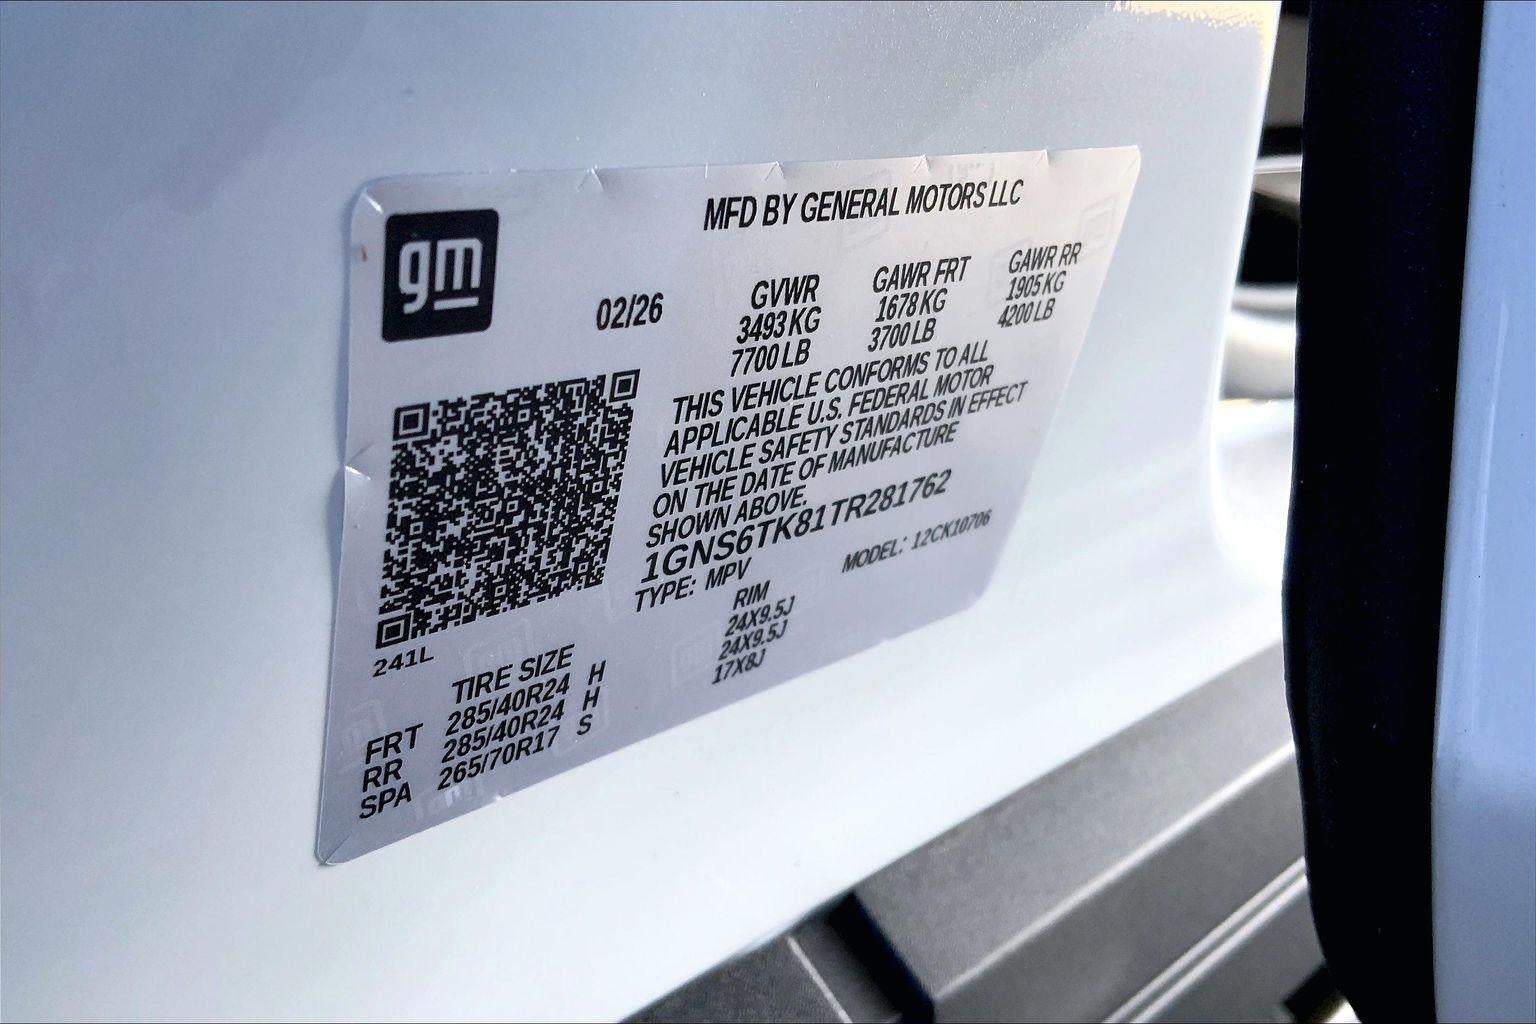 gm
MFD BY GENERAL MOTORS LLC
02/26
GVWR GAWR FRT GAWR RR
3493 KG 1678 KG 1905 KG
7700 LB 3700 LB 4200 LB
THIS VEHICLE CONFORMS TO ALL
APPLICABLE U.S. FEDERAL MOTOR
VEHICLE SAFETY STANDARDS IN EFFECT
ON THE DATE OF MANUFACTURE
SHOWN ABOVE.
1GNS6TK81TR281762
TYPE: MPV MODEL: 12CK10706
241L
TIRE SIZE RIM
FRT 285/40R24 H 24X9.5J
RR 285/40R24 H 24X9.5J
SPA 265/70R17 S 17X8J